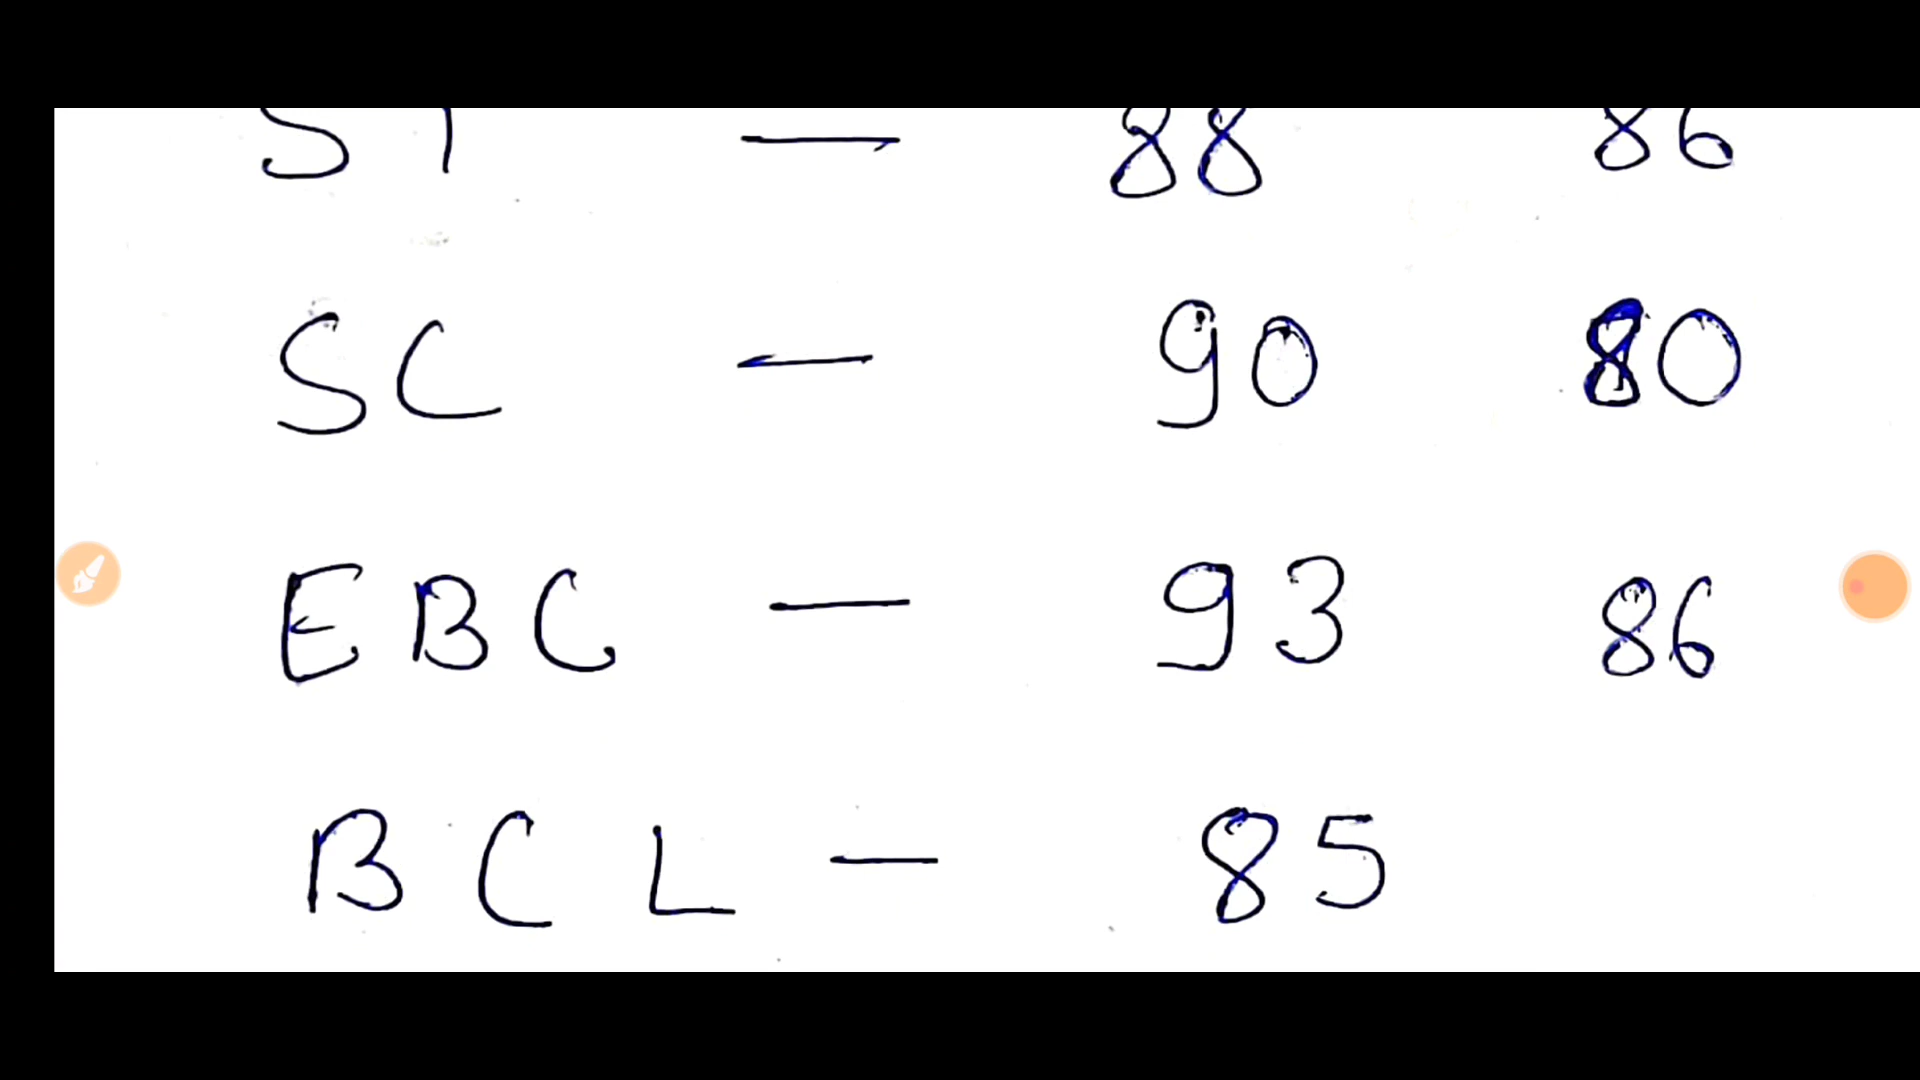 ST — 88 86
SC — 90 80
EBC — 93 86
BCL — 85